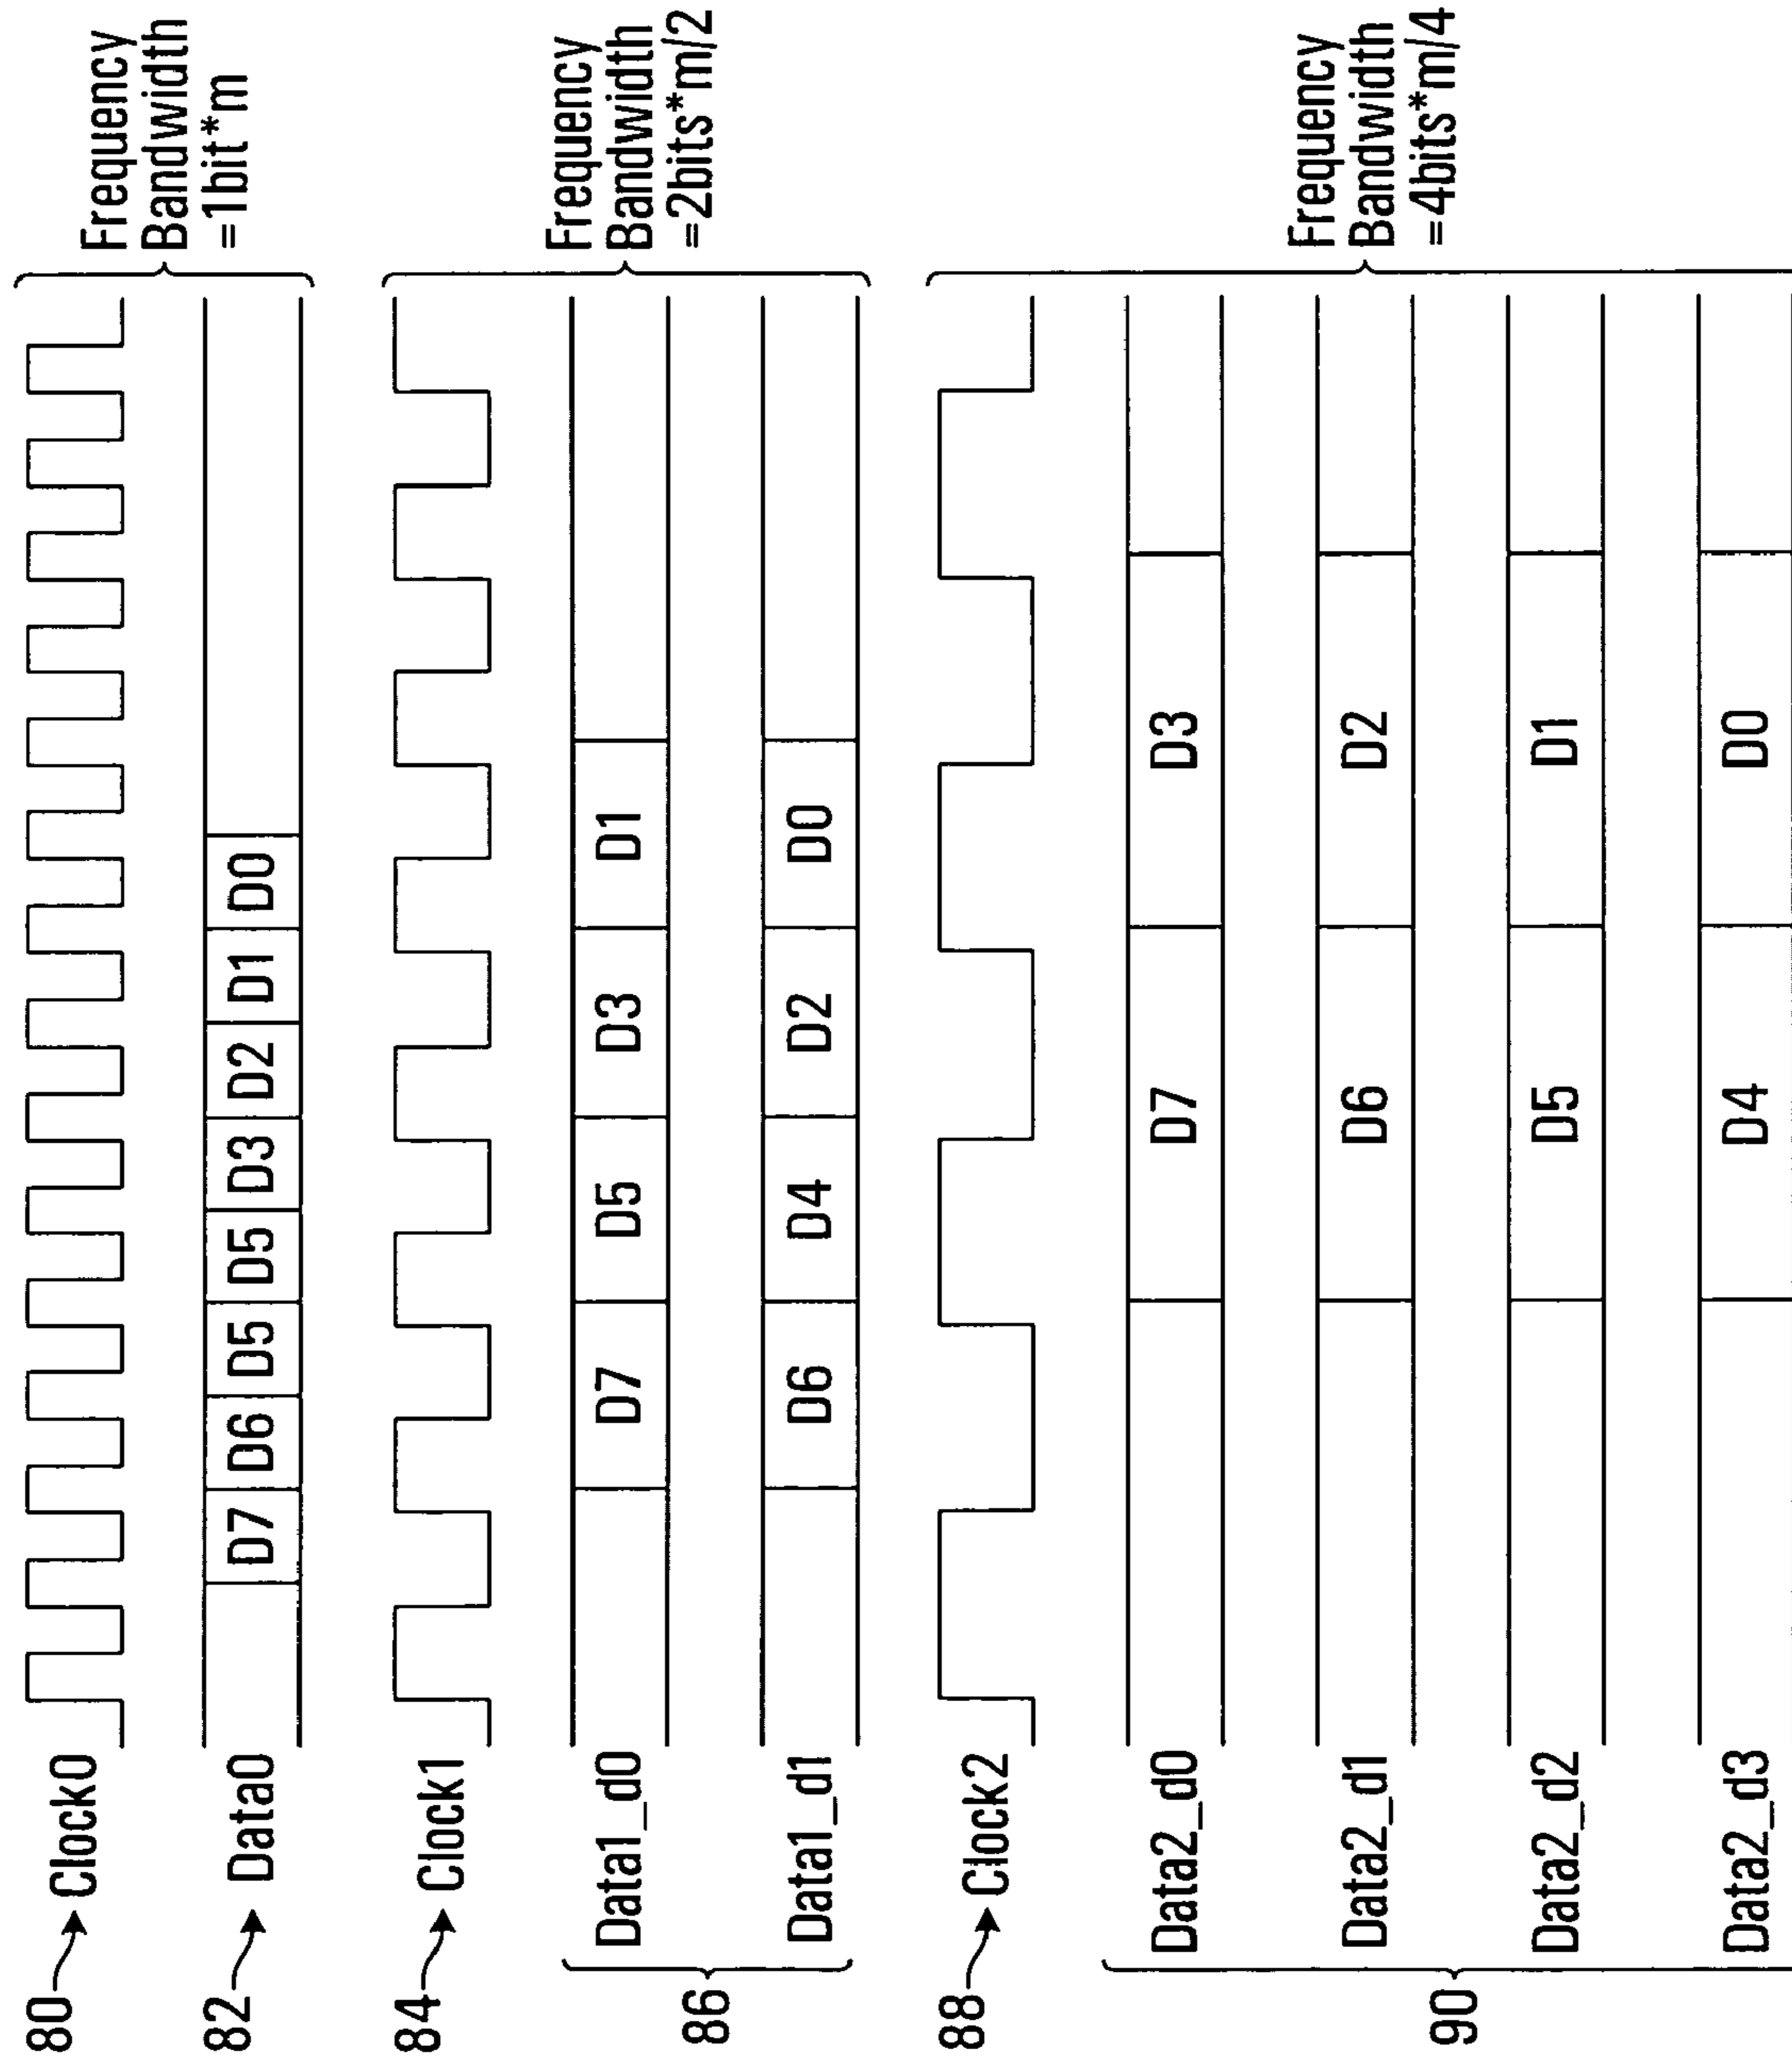 80 Clock0
Frequency
Bandwidth
=1bit*m
82 Data0
D7 D6 D5 D5 D3 D2 D1 D0
84 Clock1
Frequency
Bandwidth
=2bits*m/2
86
Data1_d0
D7 D5 D3 D1
Data1_d1
D6 D4 D2 D0
88 Clock2
Frequency
Bandwidth
=4bits*m/4
90
Data2_d0
D7 D3
Data2_d1
D6 D2
Data2_d2
D5 D1
Data2_d3
D4 D0